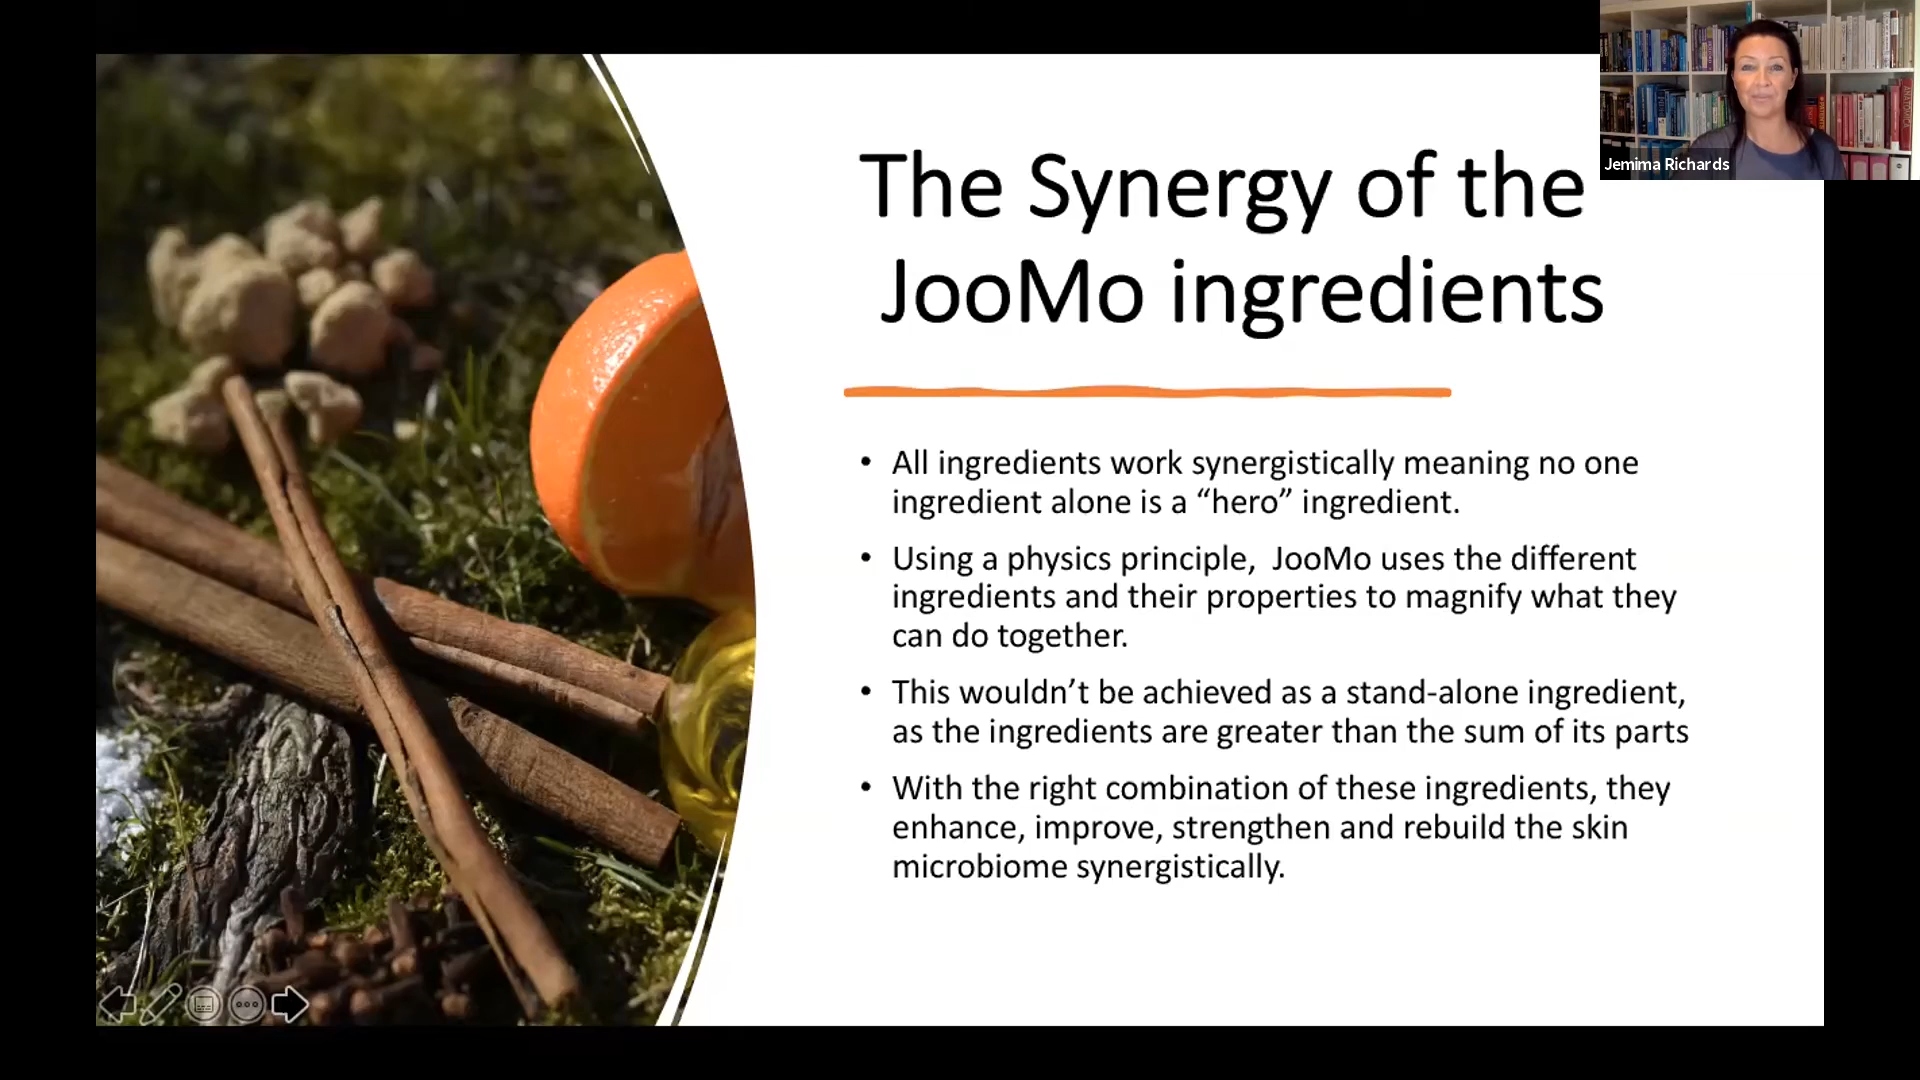 Jemima Richards
The Synergy of the
JooMo ingredients
• All ingredients work synergistically meaning no one
ingredient alone is a “hero” ingredient.
• Using a physics principle,  JooMo uses the different
ingredients and their properties to magnify what they
can do together.
• This wouldn’t be achieved as a stand-alone ingredient,
as the ingredients are greater than the sum of its parts
• With the right combination of these ingredients, they
enhance, improve, strengthen and rebuild the skin
microbiome synergistically.